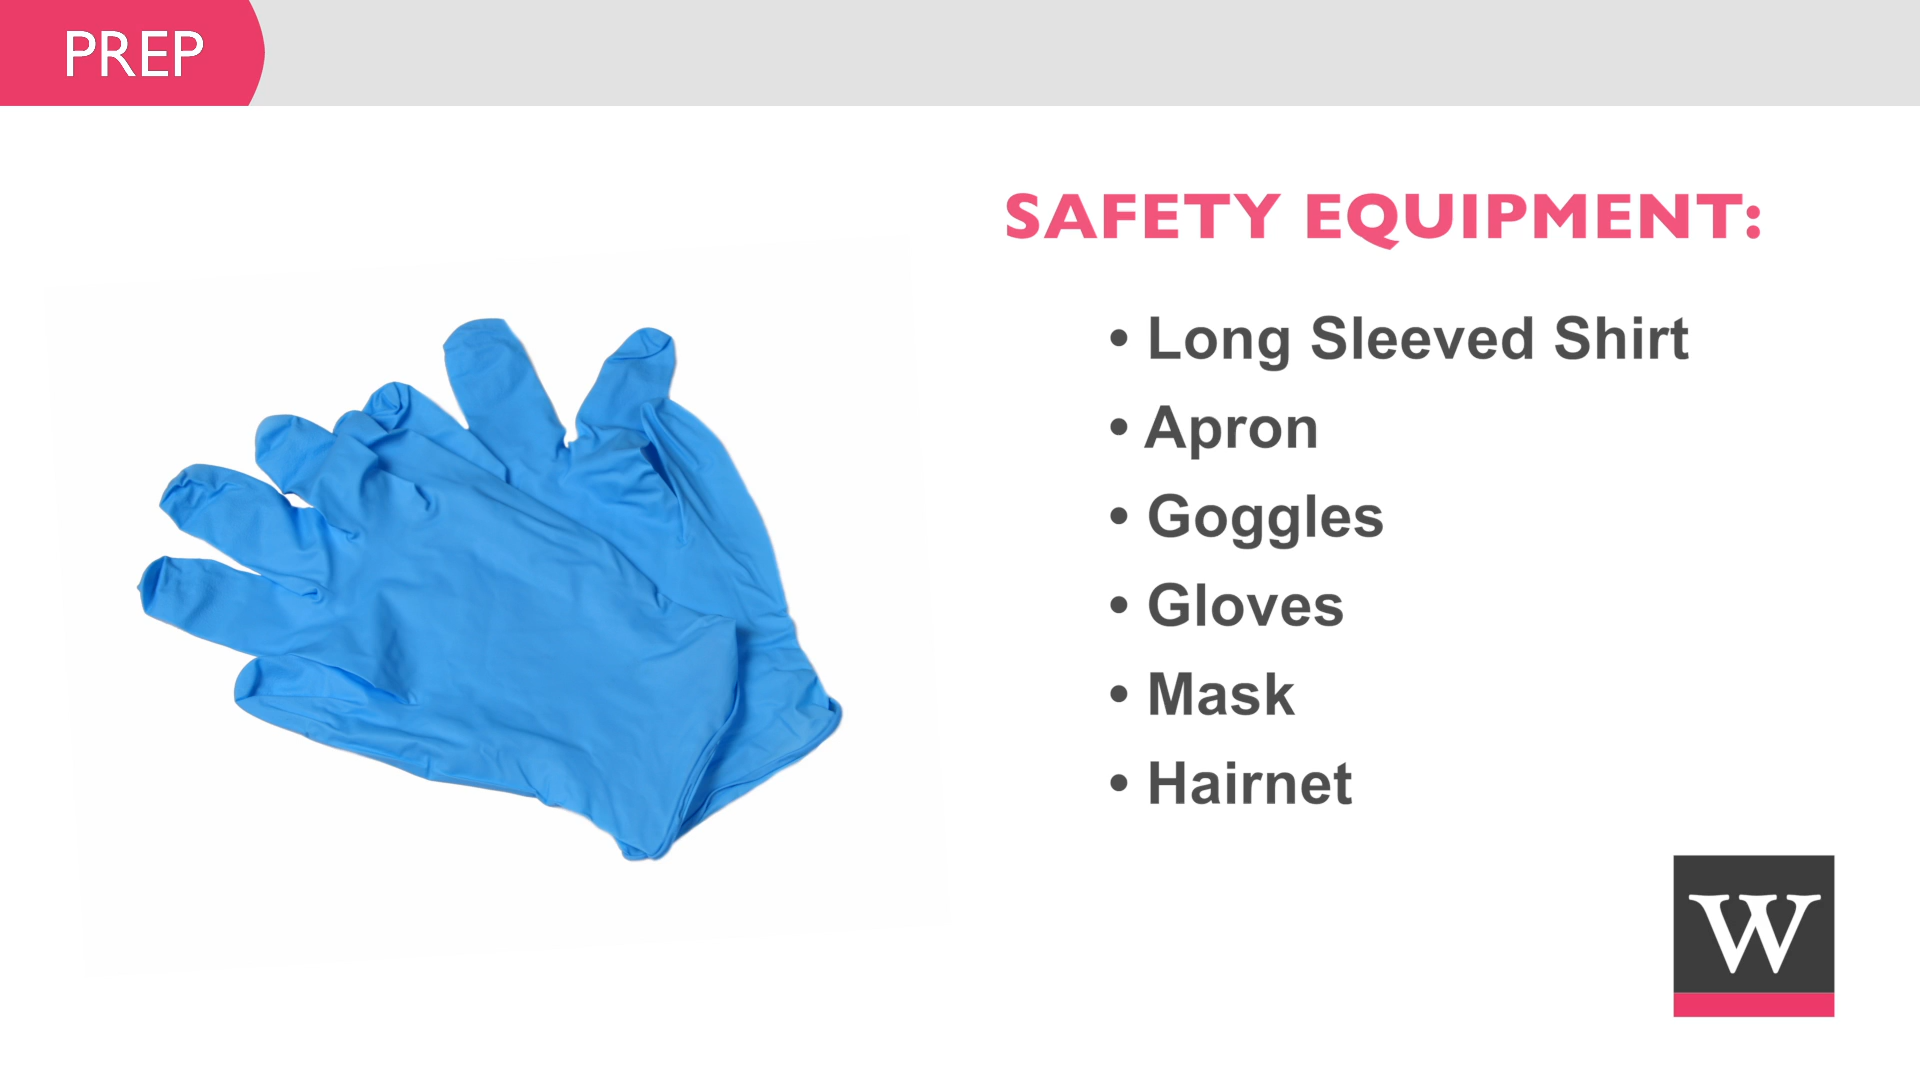 PREP
SAFETY EQUIPMENT:
• Long Sleeved Shirt
• Apron
• Goggles
• Gloves
• Mask
• Hairnet
W